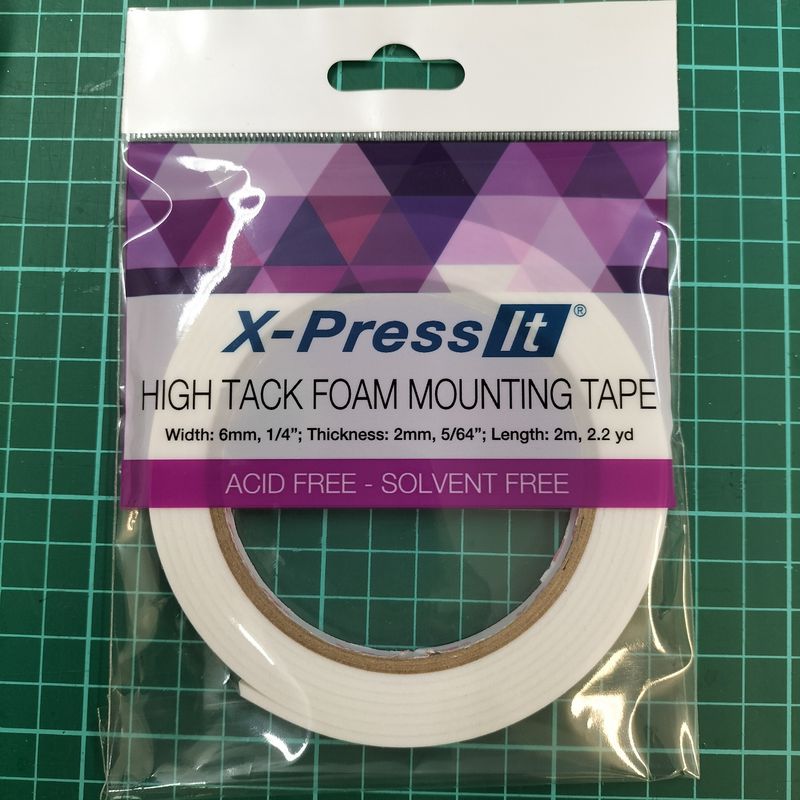 X-Press It®
HIGH TACK FOAM MOUNTING TAPE
Width: 6mm, 1/4”; Thickness: 2mm, 5/64”; Length: 2m, 2.2 yd
ACID FREE - SOLVENT FREE